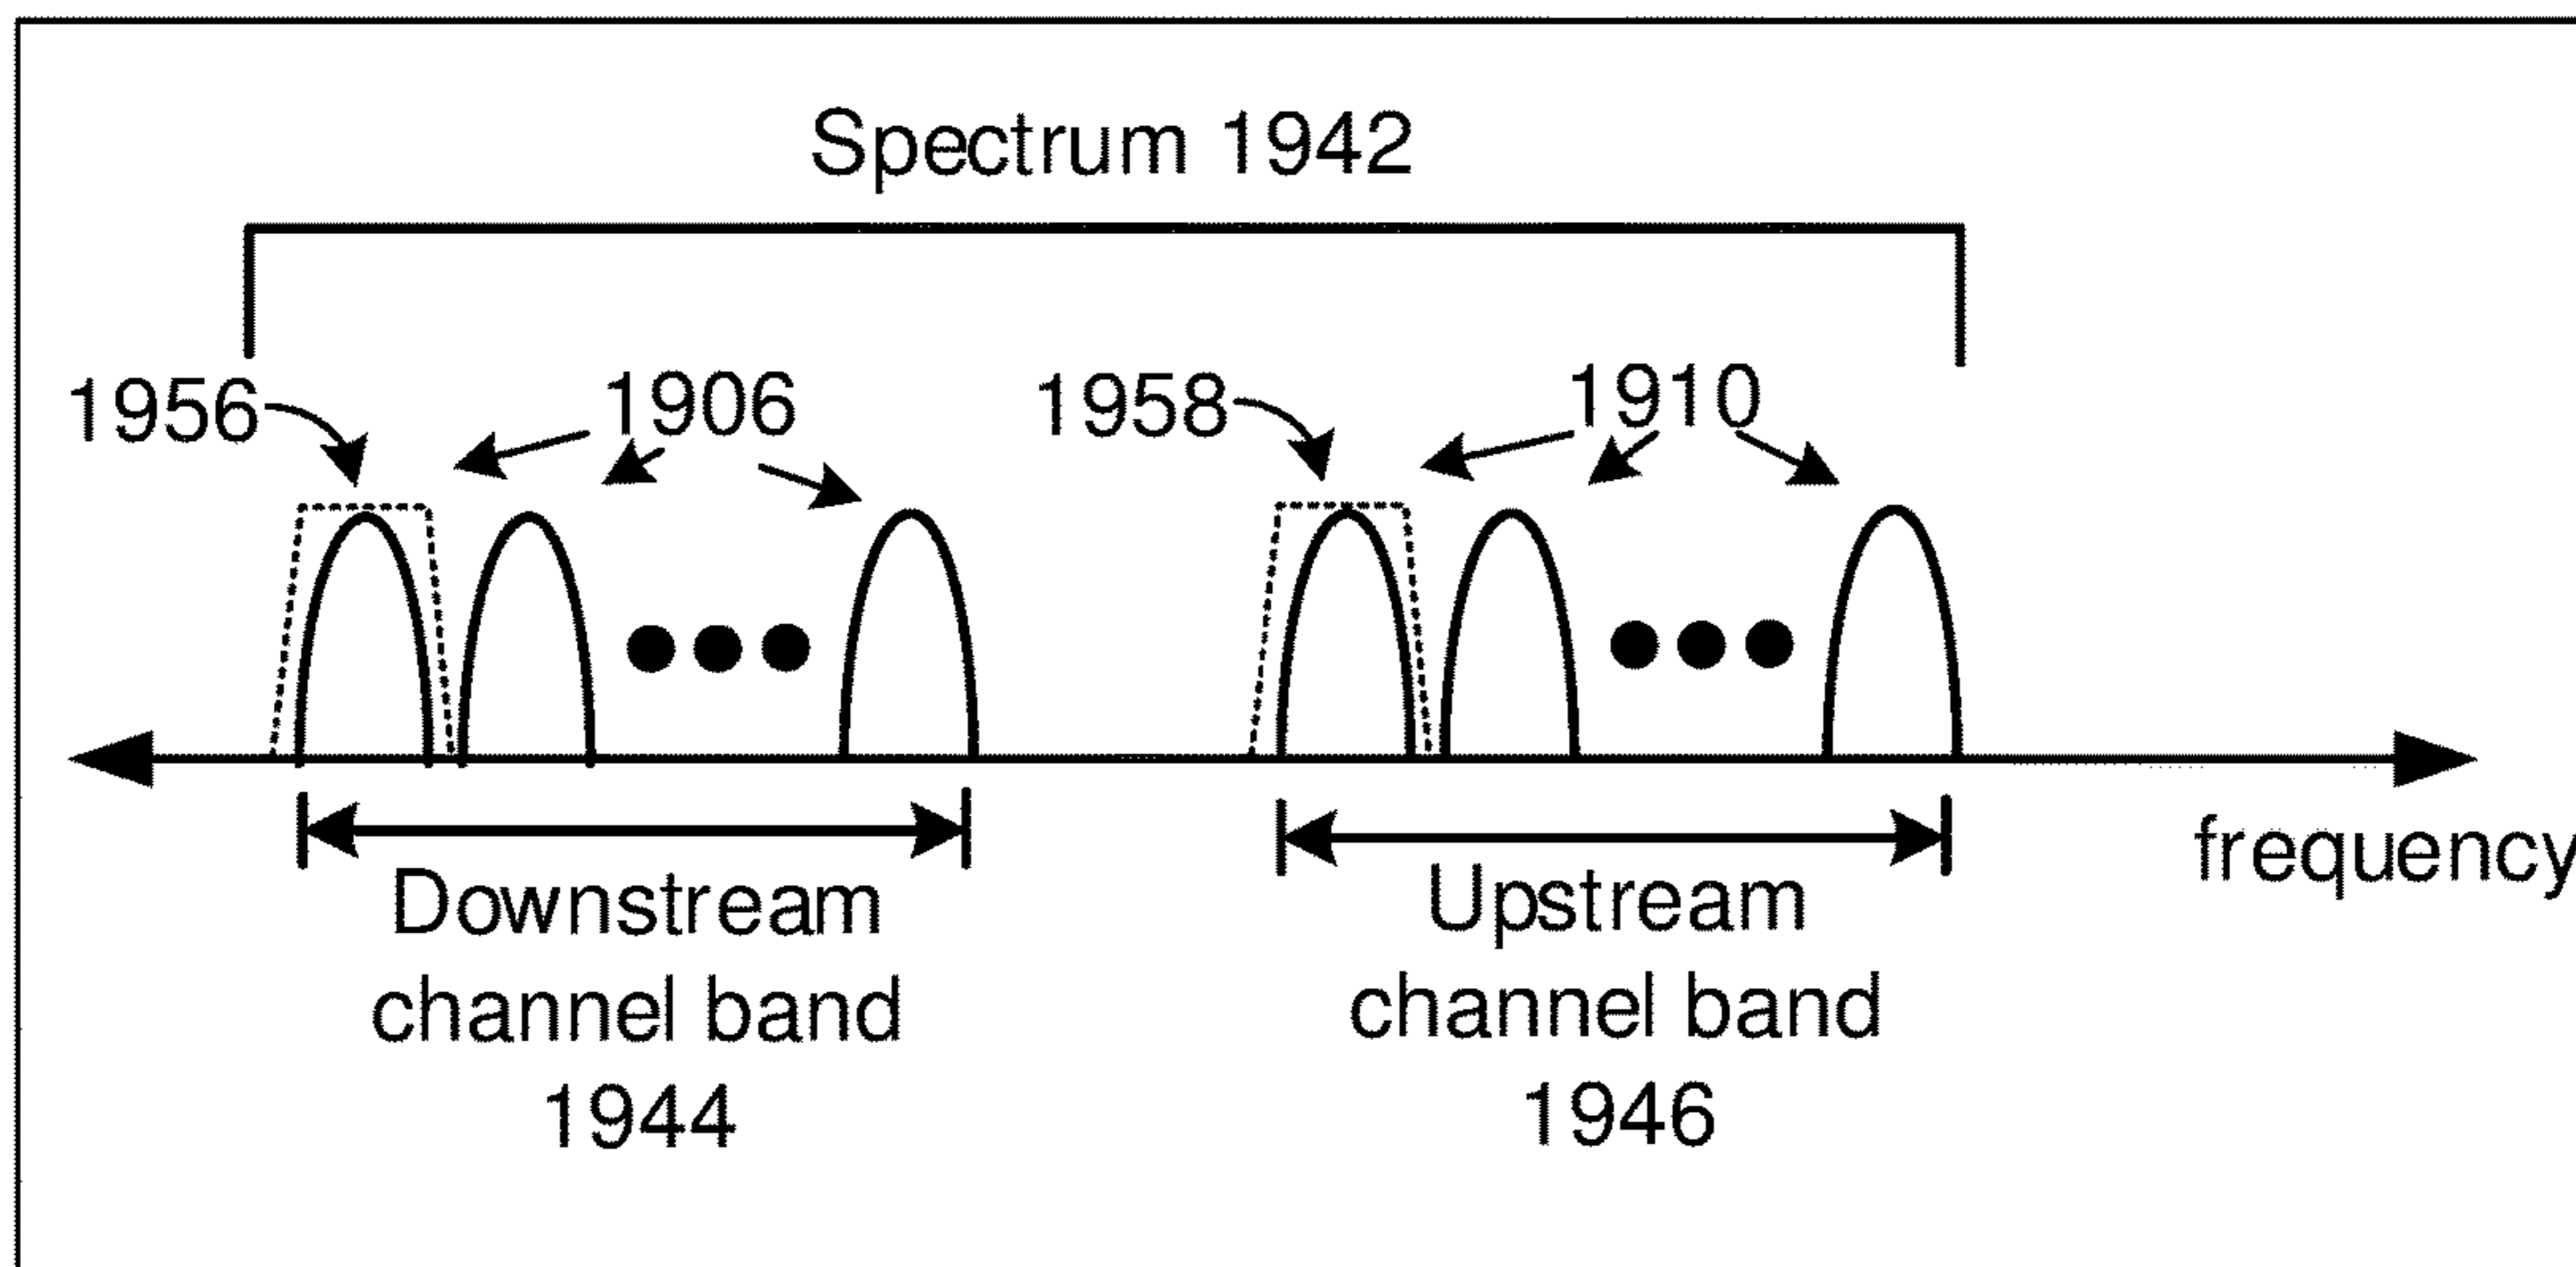 Spectrum 1942
1956
1906
1958
1910
frequency
Downstream
channel band
1944
Upstream
channel band
1946